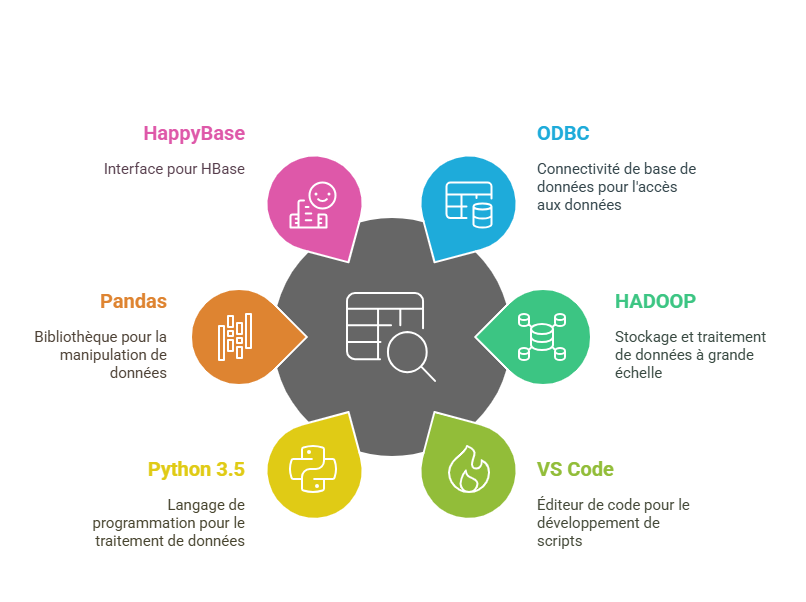 HappyBase
Interface pour HBase
ODBC
Connectivité de base de
données pour l'accès
aux données
Pandas
Bibliothèque pour la
manipulation de
données
HADOOP
Stockage et traitement
de données à grande
échelle
Python 3.5
Langage de
programmation pour le
traitement de données
VS Code
Éditeur de code pour le
développement de
scripts